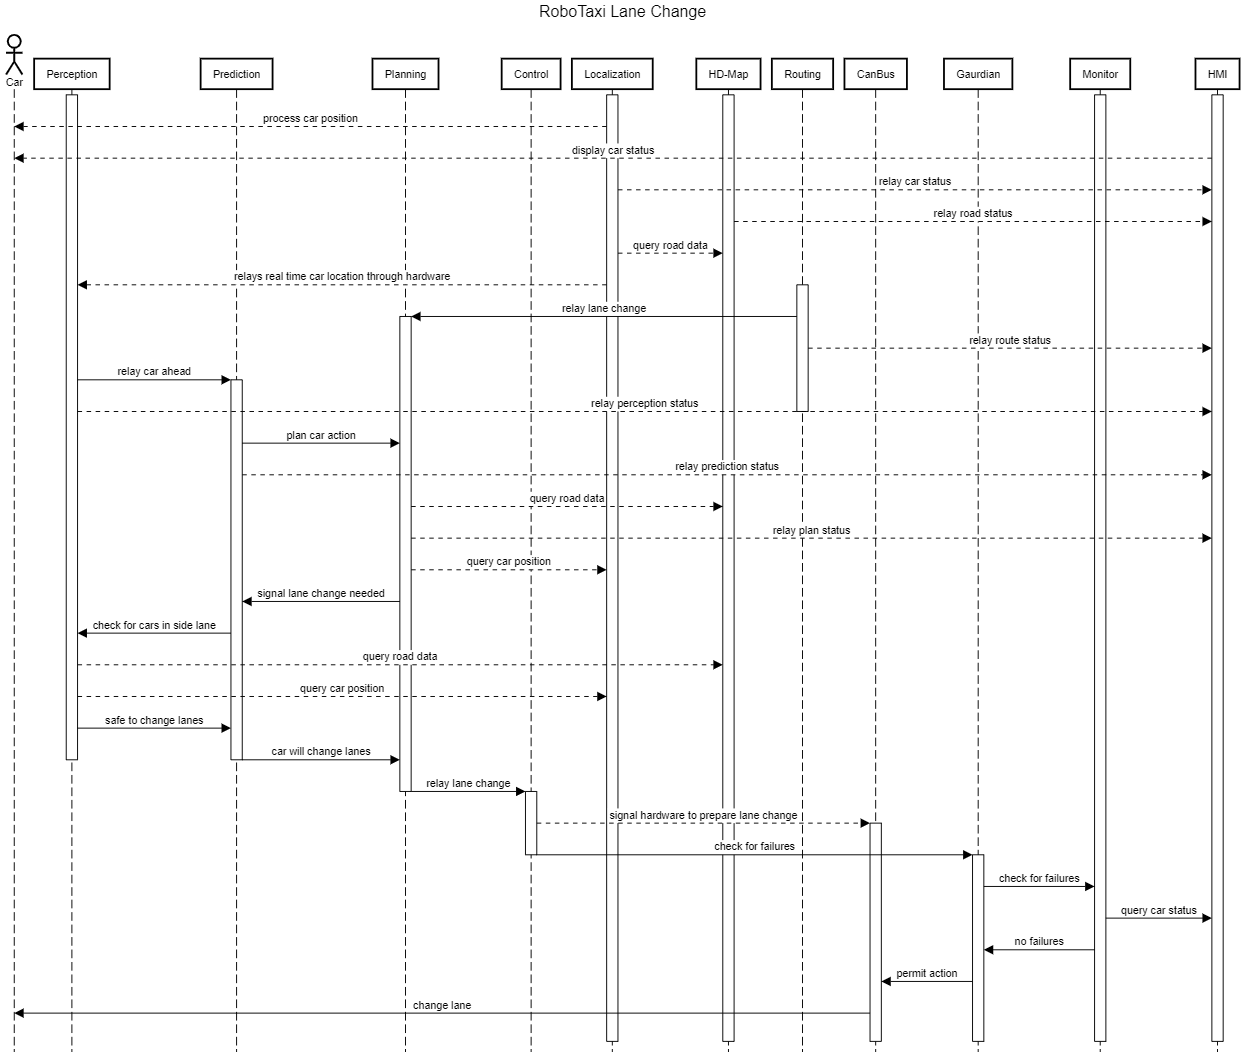 RoboTaxi Lane Change
Car
Perception
Prediction
Planning
Control
Localization
HD-Map
Routing
CanBus
Gaurdian
Monitor
HMI
process car position
display car status
relay car status
relay road status
query road data
relays real time car location through hardware
relay lane change
relay route status
relay car ahead
relay perception status
plan car action
relay prediction status
query road data
relay plan status
query car position
signal lane change needed
check for cars in side lane
query road data
query car position
safe to change lanes
car will change lanes
relay lane change
signal hardware to prepare lane change
check for failures
check for failures
query car status
no failures
permit action
change lane